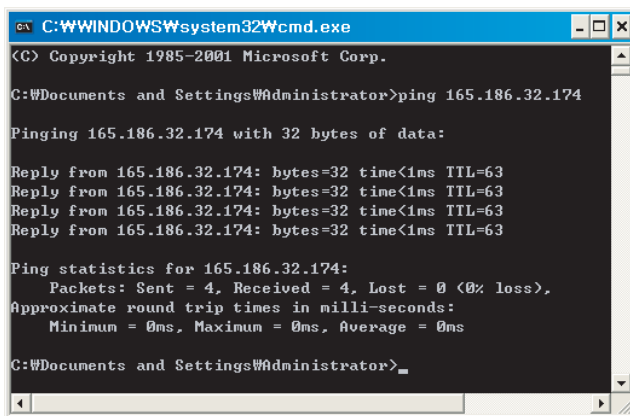 C:₩WINDOWS₩system32₩cmd.exe
(C) Copyright 1985-2001 Microsoft Corp.
C:₩Documents and Settings₩Administrator>ping 165.186.32.174
Pinging 165.186.32.174 with 32 bytes of data:
Reply from 165.186.32.174: bytes=32 time<1ms TTL=63
Reply from 165.186.32.174: bytes=32 time<1ms TTL=63
Reply from 165.186.32.174: bytes=32 time<1ms TTL=63
Reply from 165.186.32.174: bytes=32 time<1ms TTL=63
Ping statistics for 165.186.32.174:
Packets: Sent = 4, Received = 4, Lost = 0 (0% loss),
Approximate round trip times in milli-seconds:
Minimum = 0ms, Maximum = 0ms, Average = 0ms
C:₩Documents and Settings₩Administrator>_